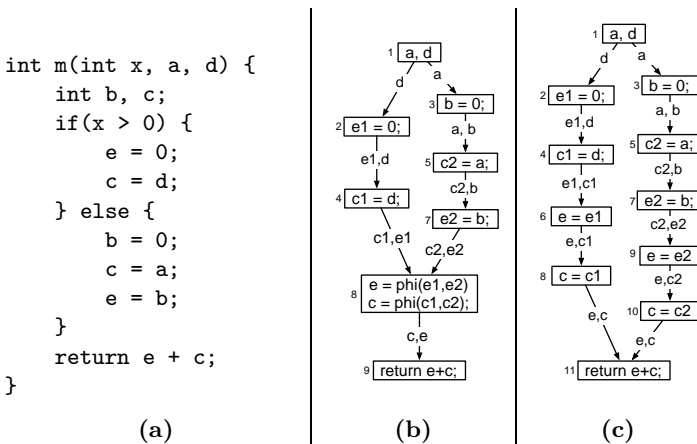 int m(int x, a, d) {
int b, c;
if(x > 0) {
e = 0;
c = d;
} else {
b = 0;
c = a;
e = b;
}
return e + c;
}
(a)
1 a, d
d
a
2 e1 = 0;
3 b = 0;
e1,d
a, b
4 c1 = d;
5 c2 = a;
c2,b
7 e2 = b;
c1,e1
c2,e2
8 e = phi(e1,e2)
c = phi(c1,c2);
c,e
9 return e+c;
(b)
1 a, d
d
a
2 e1 = 0;
3 b = 0;
e1,d
a, b
4 c1 = d;
5 c2 = a;
e1,c1
c2,b
6 e = e1
7 e2 = b;
e,c1
c2,e2
8 c = c1
9 e = e2
e,c2
10 c = c2
e,c
e,c
11 return e+c;
(c)